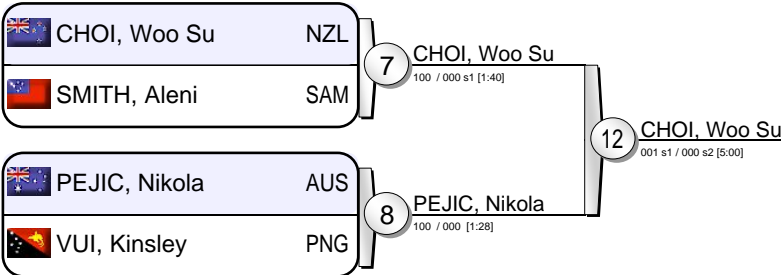 CHOI, Woo Su NZL
SMITH, Aleni SAM
7
CHOI, Woo Su
100 / 000 s1 [1:40]
12
CHOI, Woo Su
001 s1 / 000 s2 [5:00]
PEJIC, Nikola AUS
VUI, Kinsley PNG
8
PEJIC, Nikola
100 / 000 [1:28]